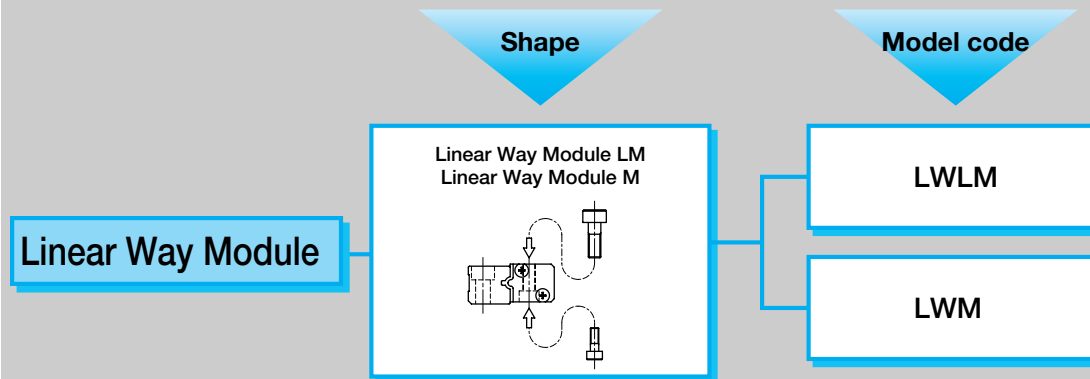 Shape
Model code
Linear Way Module LM
Linear Way Module M
LWLM
Linear Way Module
LWM